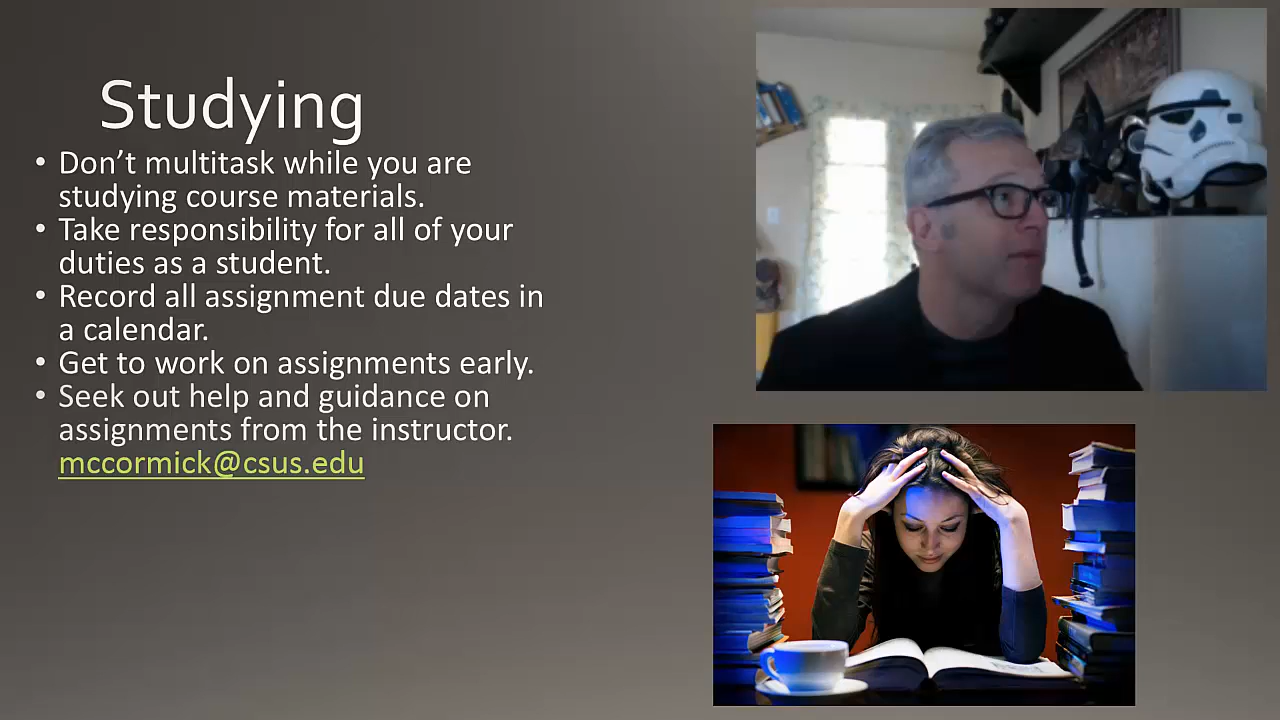 Studying
• Don’t multitask while you are
studying course materials.
• Take responsibility for all of your
duties as a student.
• Record all assignment due dates in
a calendar.
• Get to work on assignments early.
• Seek out help and guidance on
assignments from the instructor.
mccormick@csus.edu